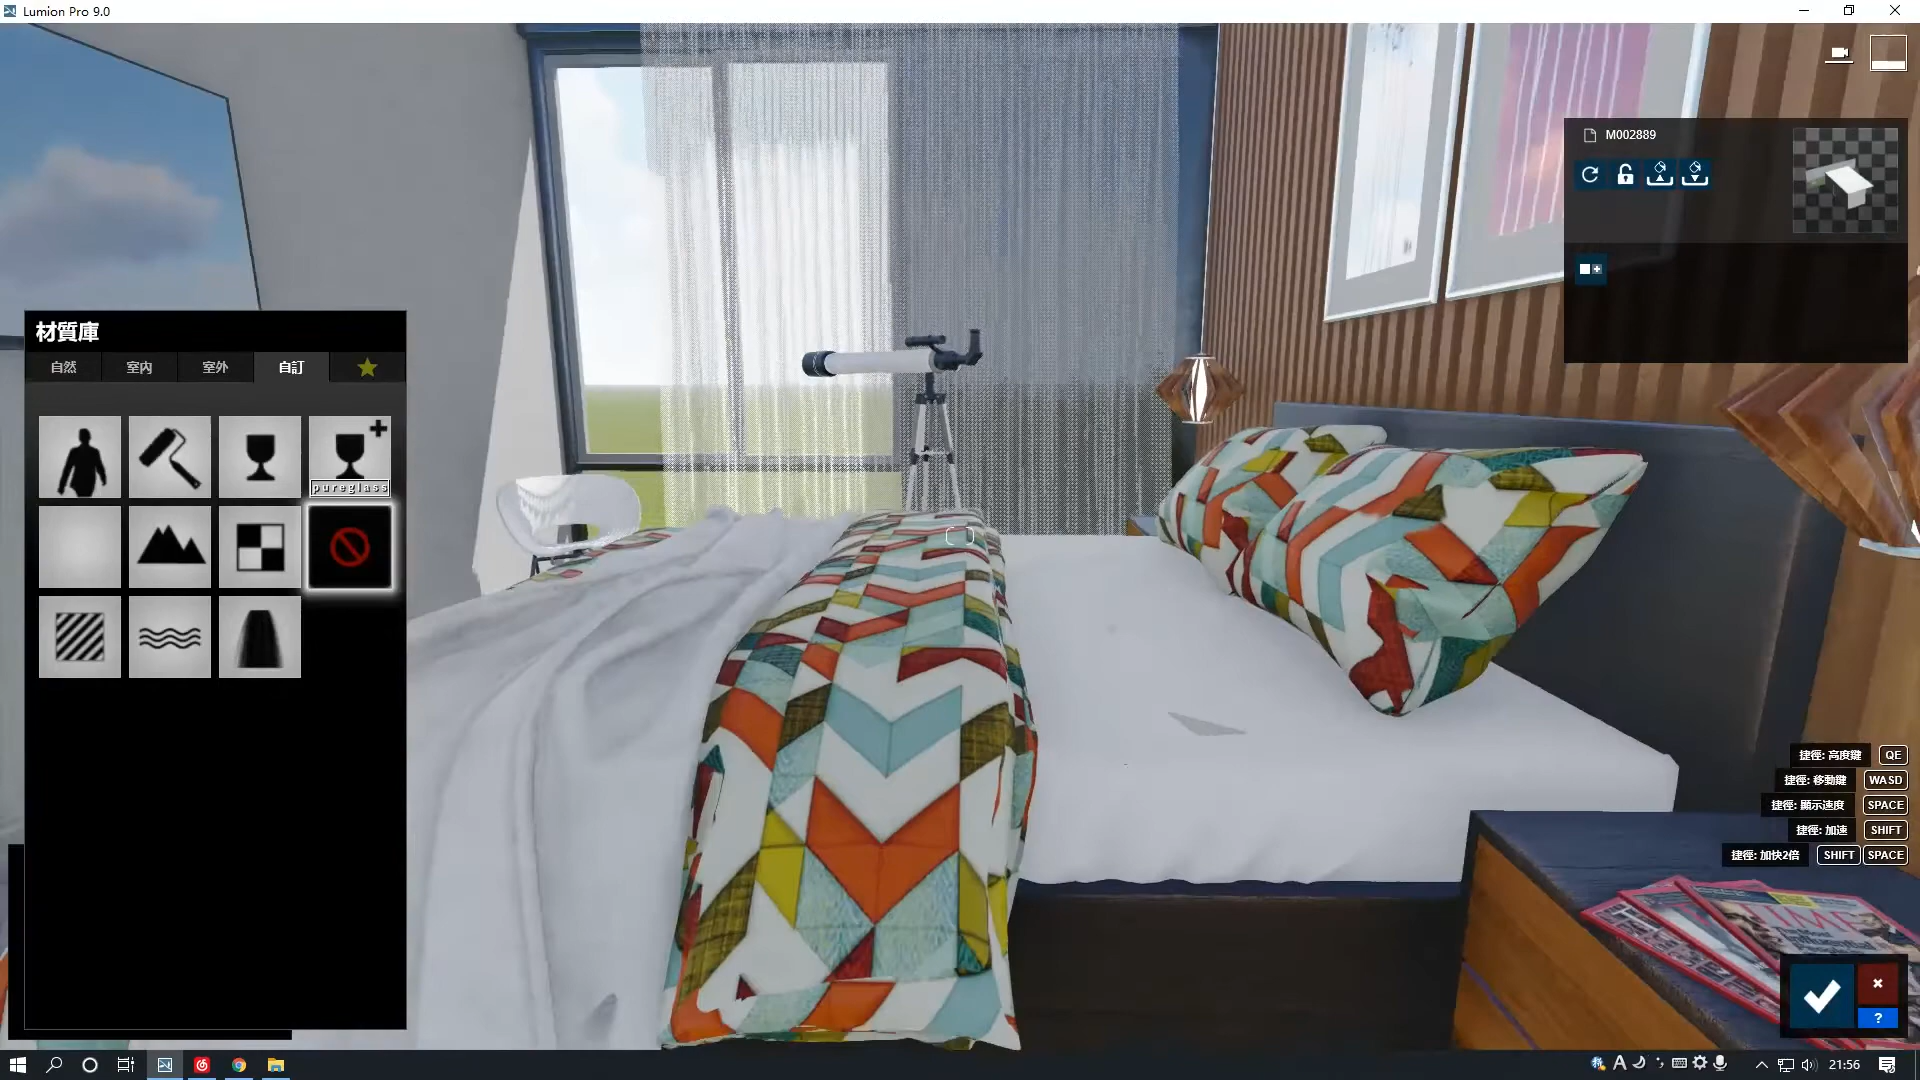 Lumion Pro 9.0
M002889
材質庫
自然
室內
室外
自訂
pureglass
捷徑: 高度鍵 QE
捷徑: 移動鍵 WASD
捷徑: 顯示速度 SPACE
捷徑: 加速 SHIFT
捷徑: 加快2倍 SHIFT SPACE
TIME
?
A
21:56